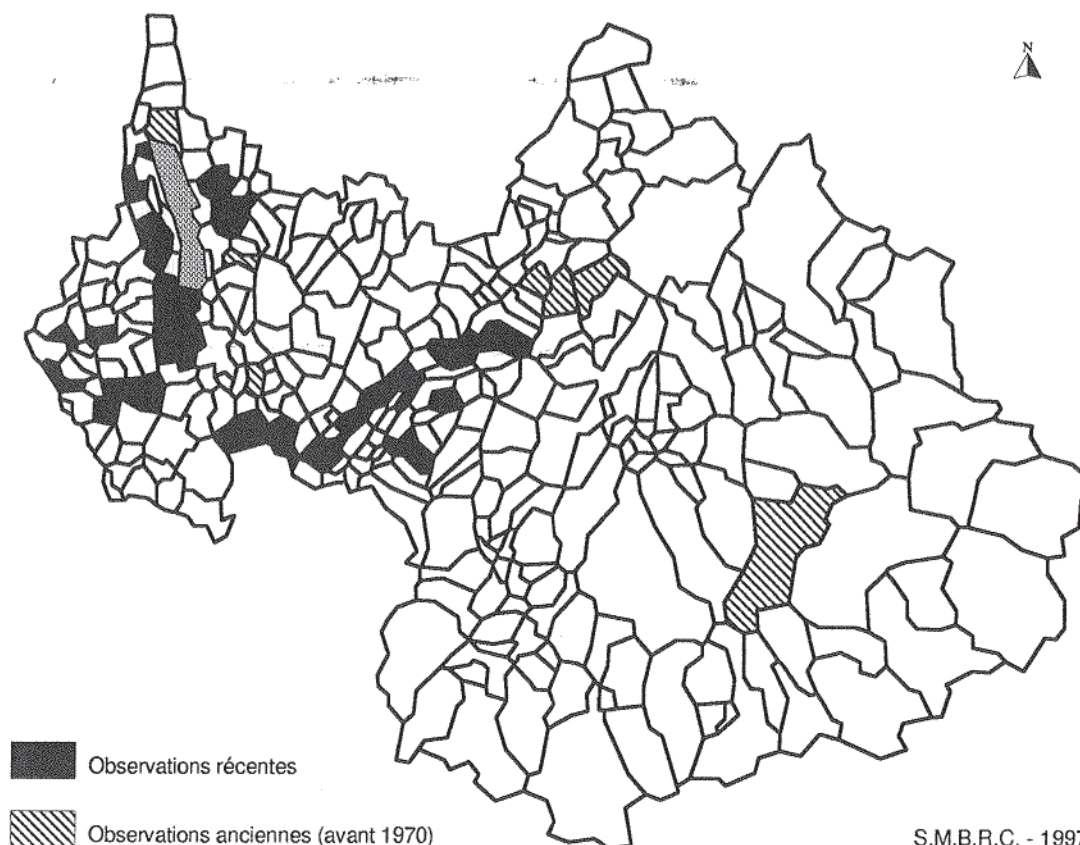 N
Observations récentes
Observations anciennes (avant 1970)
S.M.B.R.C. - 1997